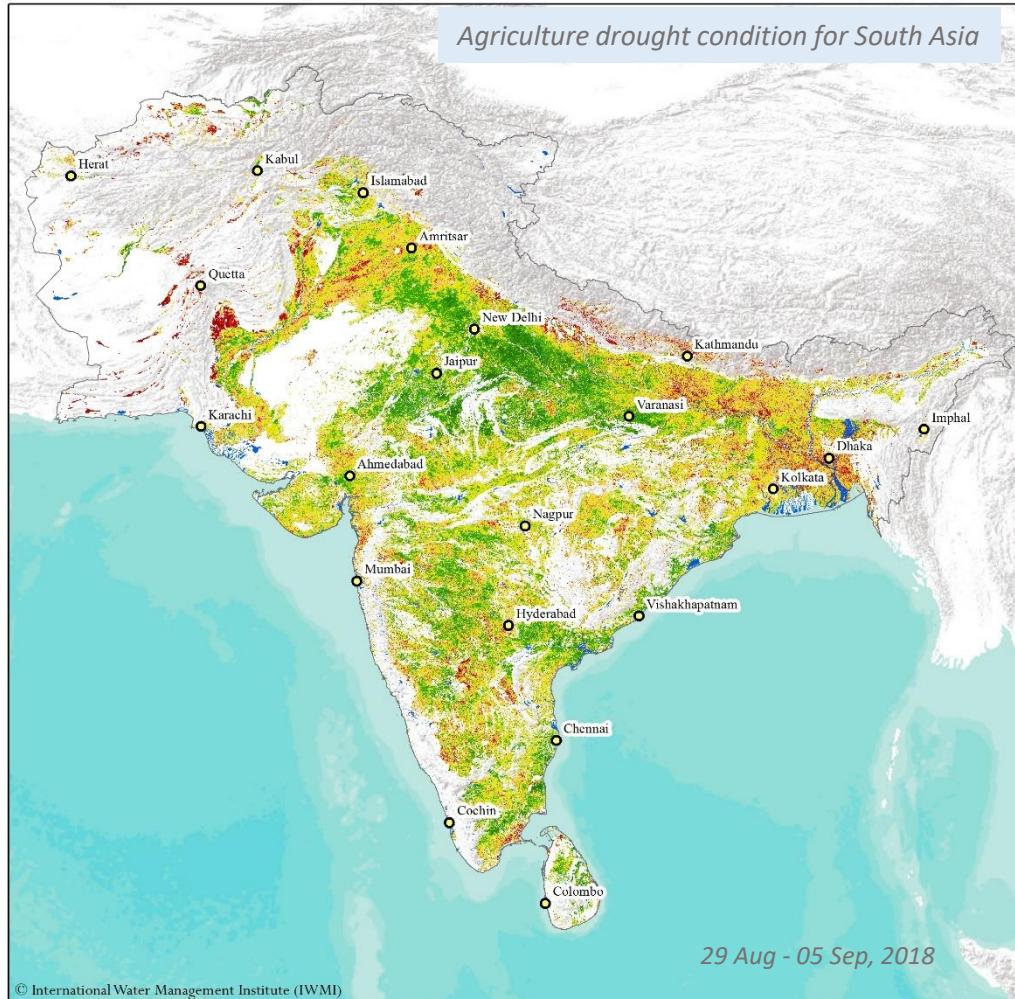 Agriculture drought condition for South Asia
Herat
Kabul
Islamabad
Amritsar
Quetta
New Delhi
Kathmandu
Jaipur
Karachi
Varanasi
Imphal
Dhaka
Ahmedabad
Kolkata
Nagpur
Mumbai
Hyderabad
Vishakhapatnam
Chennai
Cochin
Colombo
29 Aug - 05 Sep, 2018
© International Water Management Institute (IWMI)